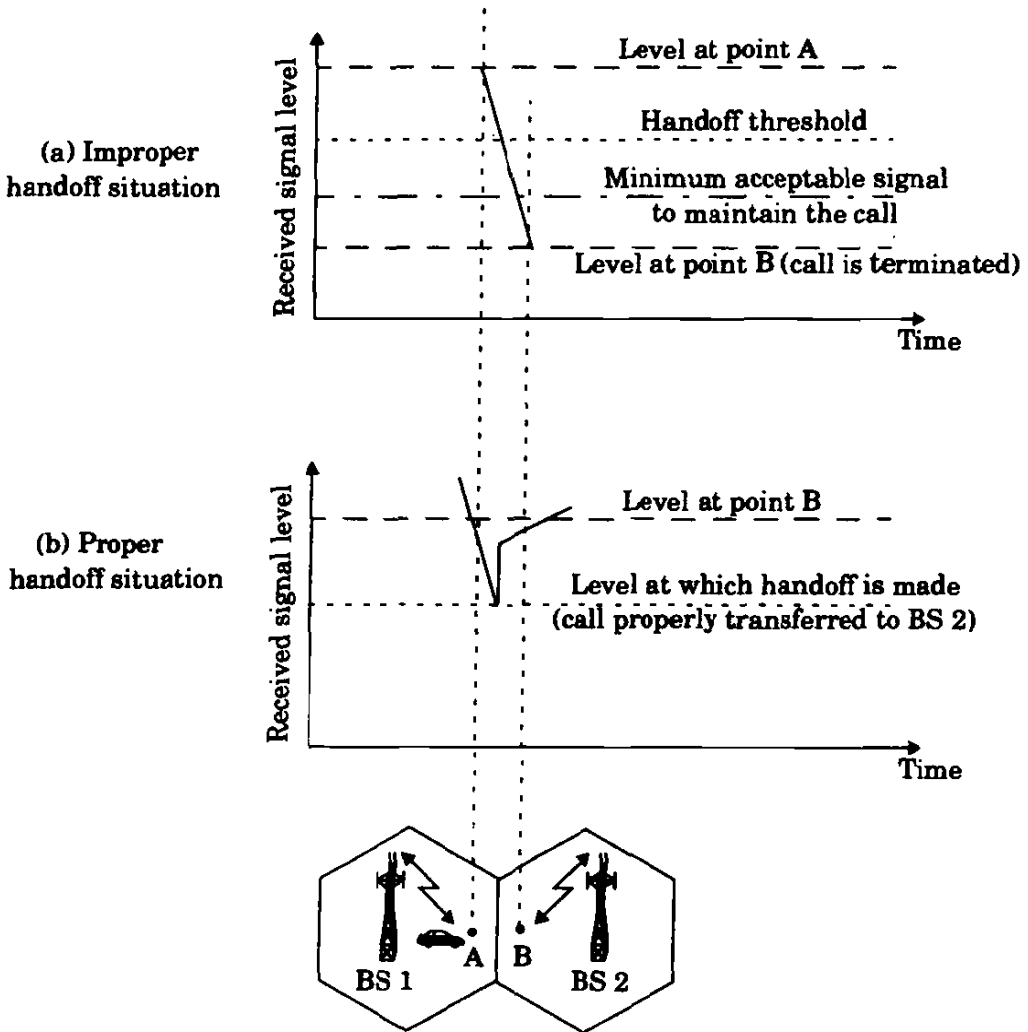 Level at point A
Handoff threshold
(a) Improper
handoff situation
Received signal level
Minimum acceptable signal
to maintain the call
Level at point B (call is terminated)
Time
Level at point B
(b) Proper
handoff situation
Received signal level
Level at which handoff is made
(call properly transferred to BS 2)
Time
A
B
BS 1
BS 2